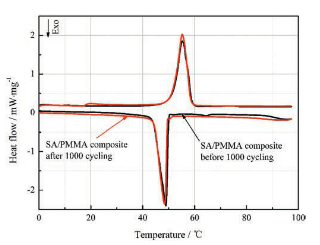 Exo
2
1
0
-1
-2
SA/PMMA composite
after 1000 cycling
SA/PMMA composite
before 1000 cycling
0
20
40
60
80
100
Heat flow / mW·mg⁻¹
Temperature / ℃